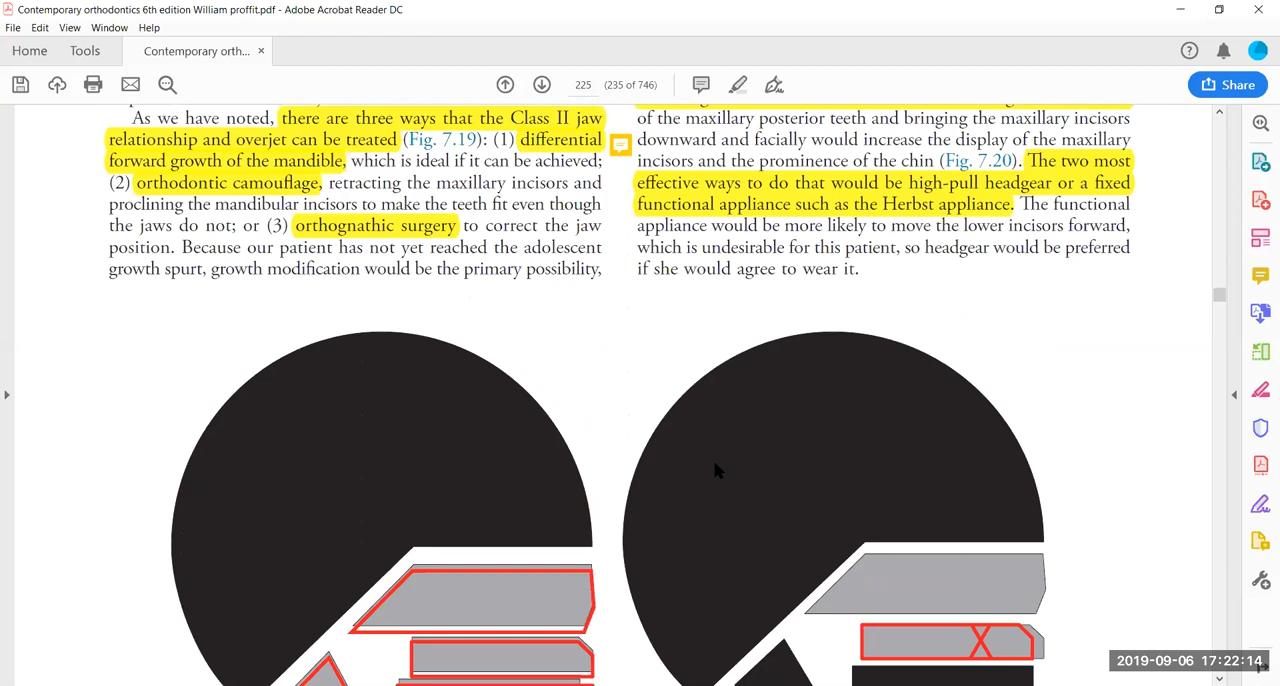 Contemporary orthodontics 6th edition William proffit.pdf - Adobe Acrobat Reader DC
File Edit View Window Help
Home Tools Contemporary orth... ×
225 (235 of 746)
Share
As we have noted, there are three ways that the Class II jaw
relationship and overjet can be treated (Fig. 7.19): (1) differential
forward growth of the mandible, which is ideal if it can be achieved;
(2) orthodontic camouflage, retracting the maxillary incisors and
proclining the mandibular incisors to make the teeth fit even though
the jaws do not; or (3) orthognathic surgery to correct the jaw
position. Because our patient has not yet reached the adolescent
growth spurt, growth modification would be the primary possibility,
of the maxillary posterior teeth and bringing the maxillary incisors
downward and facially would increase the display of the maxillary
incisors and the prominence of the chin (Fig. 7.20). The two most
effective ways to do that would be high-pull headgear or a fixed
functional appliance such as the Herbst appliance. The functional
appliance would be more likely to move the lower incisors forward,
which is undesirable for this patient, so headgear would be preferred
if she would agree to wear it.
X
2019-09-06 17:22:14